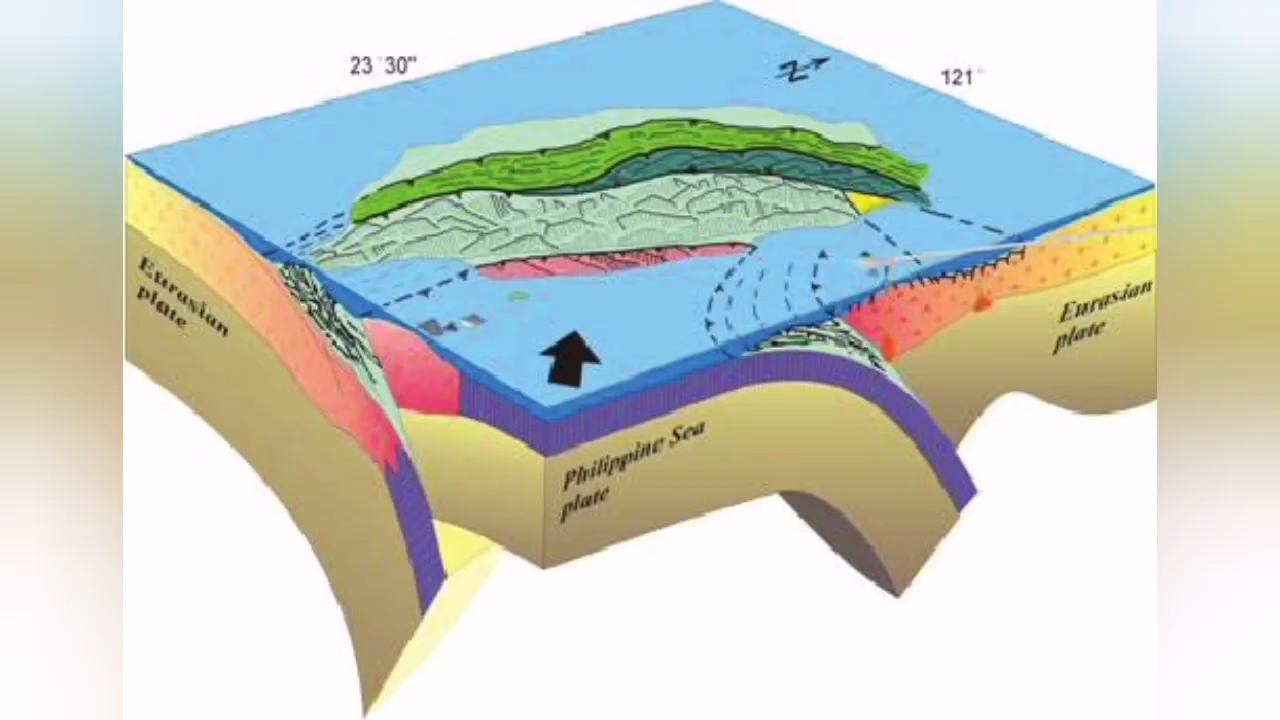 23 °30"
121°
N
Eurasian
plate
Eurasian
plate
Philippine Sea
plate